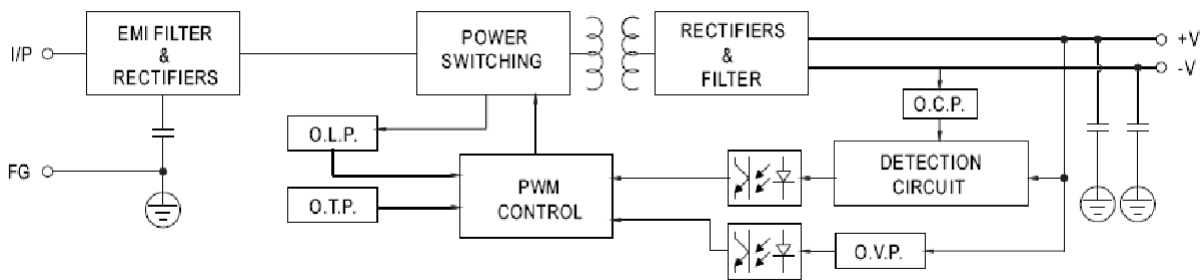 I/P
EMI FILTER
&
RECTIFIERS
POWER
SWITCHING
RECTIFIERS
&
FILTER
+V
-V
O.C.P.
O.L.P.
FG
O.T.P.
PWM
CONTROL
DETECTION
CIRCUIT
O.V.P.